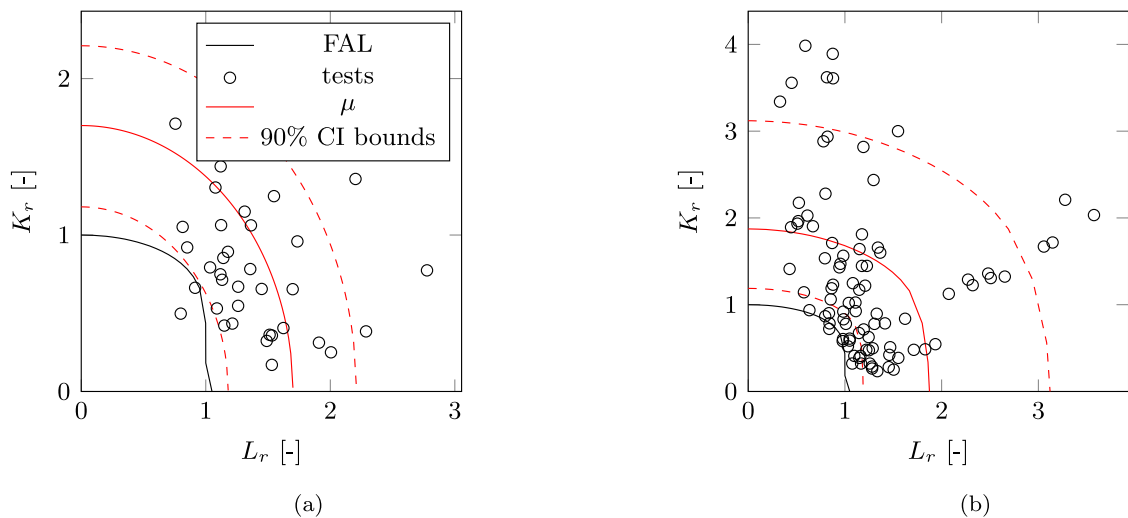 FAL
tests
μ
90% CI bounds
2
1
0
0
1
2
3
K_r [-]
L_r [-]
(a)
4
3
2
1
0
0
1
2
3
K_r [-]
L_r [-]
(b)